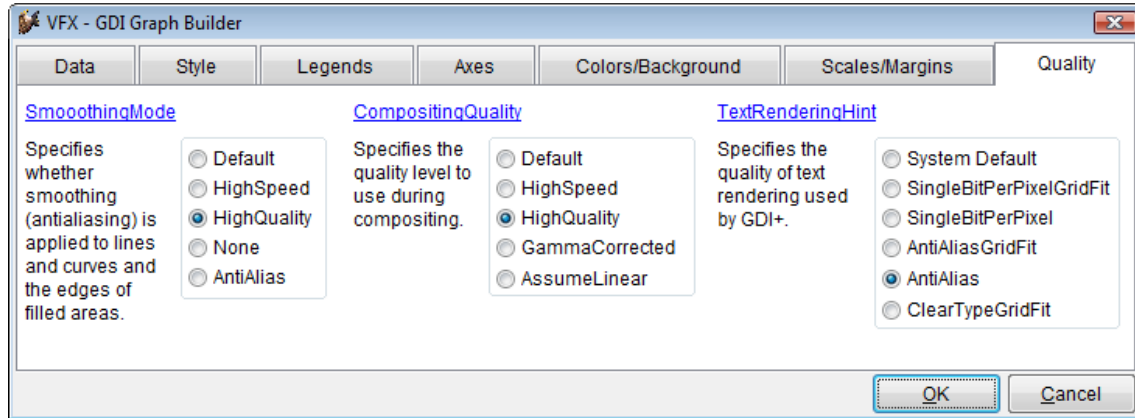 VFX - GDI Graph Builder
Data
Style
Legends
Axes
Colors/Background
Scales/Margins
Quality
SmooothingMode
Specifies
whether
smoothing
(antialiasing) is
applied to lines
and curves and
the edges of
filled areas.
Default
HighSpeed
HighQuality
None
AntiAlias
CompositingQuality
Specifies the
quality level to
use during
compositing.
Default
HighSpeed
HighQuality
GammaCorrected
AssumeLinear
TextRenderingHint
Specifies the
quality of text
rendering used
by GDI+.
System Default
SingleBitPerPixelGridFit
SingleBitPerPixel
AntiAliasGridFit
AntiAlias
ClearTypeGridFit
OK
Cancel